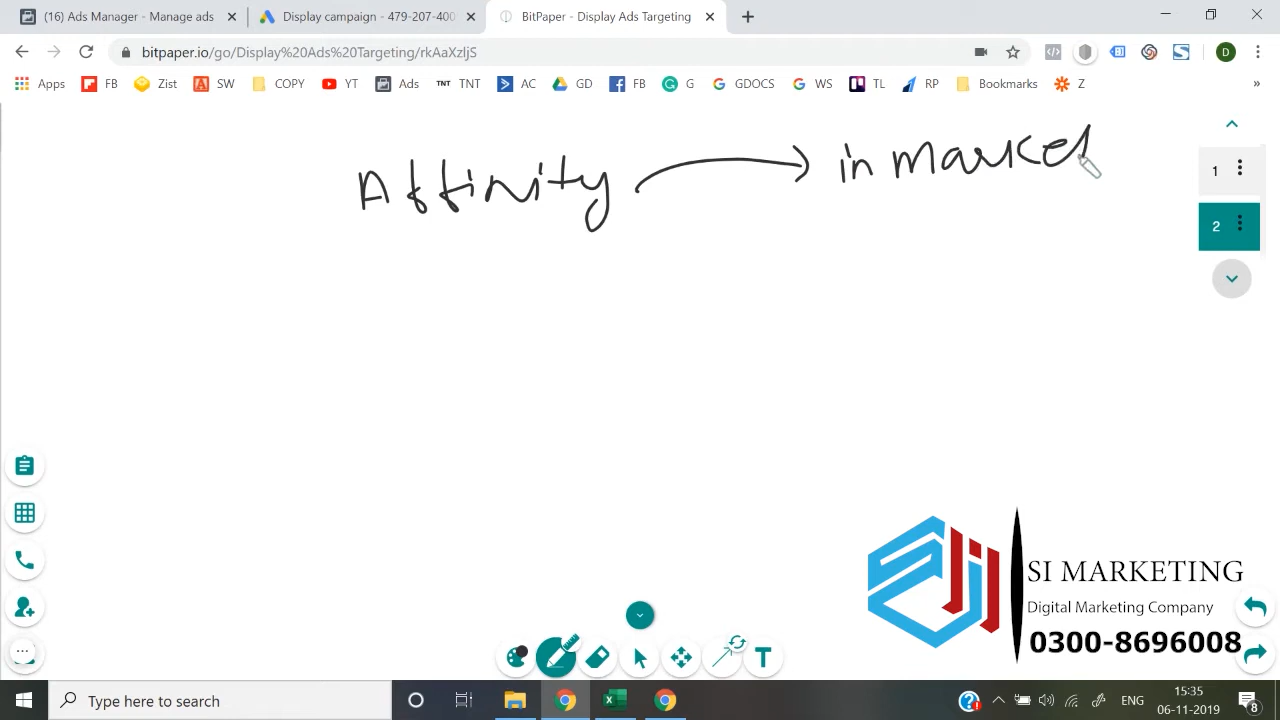 (16) Ads Manager - Manage ads
Display campaign - 479-207-400
BitPaper - Display Ads Targeting
bitpaper.io/go/Display%20Ads%20Targeting/rkAaXzljS
D
Apps FB Zist SW COPY YT Ads TNT TNT AC GD FB G GDOCS WS TL RP Bookmarks Z »
Affinity → in market
1
2
SI MARKETING
Digital Marketing Company
0300-8696008
T
Type here to search
ENG
15:35
06-11-2019
8